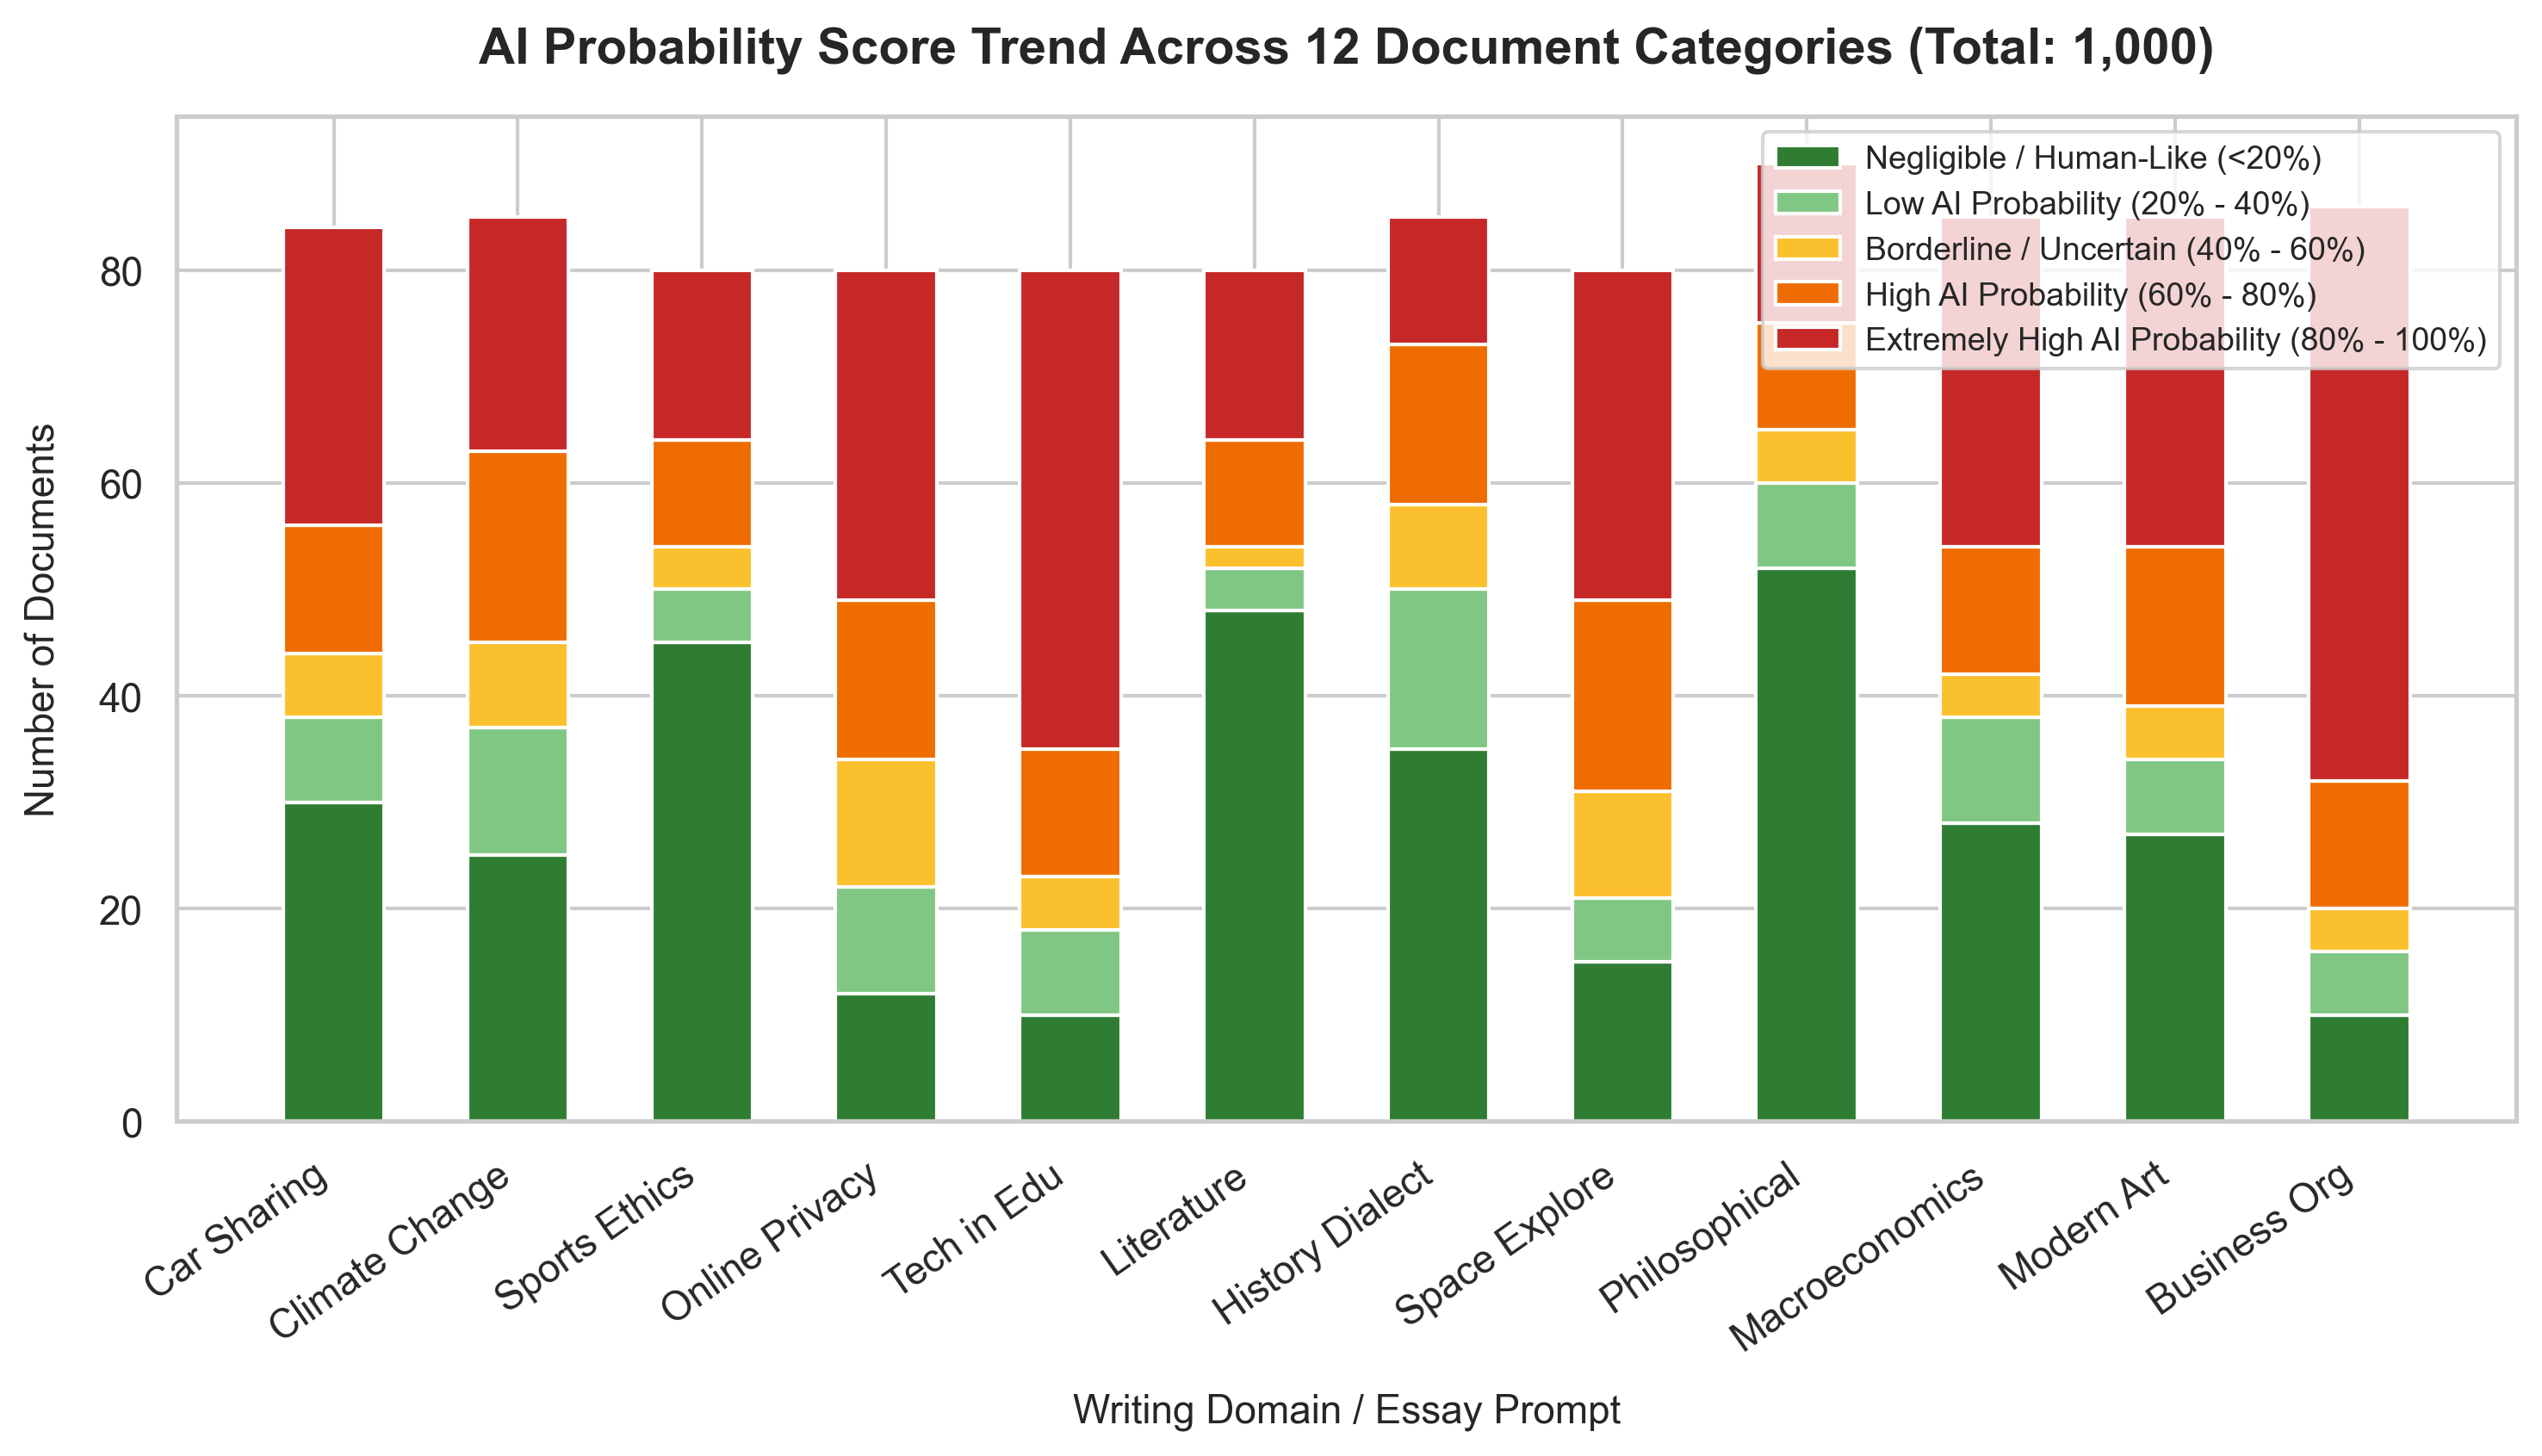 AI Probability Score Trend Across 12 Document Categories (Total: 1,000)
Negligible / Human-Like (<20%)
Low AI Probability (20% - 40%)
Borderline / Uncertain (40% - 60%)
High AI Probability (60% - 80%)
Extremely High AI Probability (80% - 100%)
Number of Documents
80
60
40
20
0
Car Sharing
Climate Change
Sports Ethics
Online Privacy
Tech in Edu
Literature
History Dialect
Space Explore
Philosophical
Macroeconomics
Modern Art
Business Org
Writing Domain / Essay Prompt